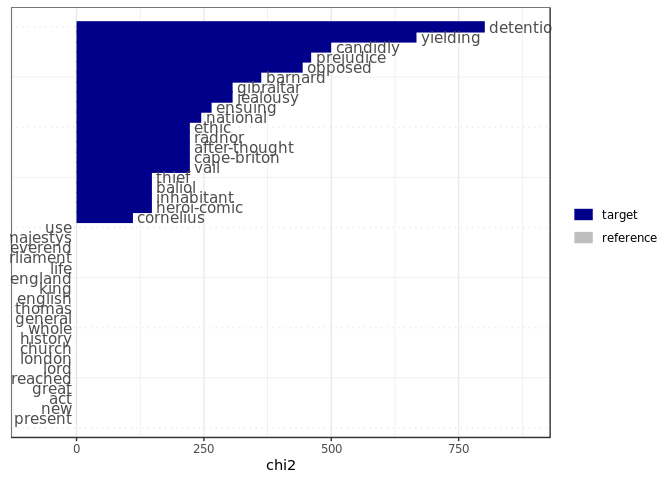 detentio
yielding
candidly
prejudice
opposed
barnard
gibraltar
jealousy
ensuing
national
ethic
radnor
after-thought
cape-briton
vail
thief
baliol
inhabitant
heroi-comic
cornelius
use
majestys
everend
rliament
life
england
king
english
thomas
general
whole
history
church
london
lord
reached
great
act
new
present
target
reference
0 250 500 750
chi2